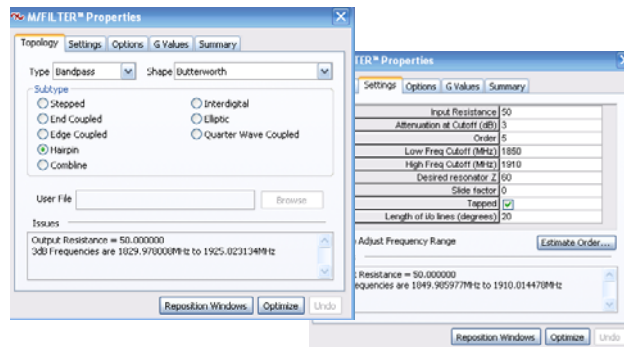 M/FILTER™ Properties
Topology Settings Options G Values Summary
Type Bandpass Shape Butterworth
Subtype
Stepped Interdigital
End Coupled Elliptic
Edge Coupled Quarter Wave Coupled
Hairpin
Combline
User File Browse
Issues
Output Resistance = 50.000000
3dB Frequencies are 1829.978008MHz to 1925.023134MHz
Reposition Windows Optimize Undo
TER™ Properties
Settings Options G Values Summary
Input Resistance 50
Attenuation at Cutoff (dB) 3
Order 5
Low Freq Cutoff (MHz) 1850
High Freq Cutoff (MHz) 1910
Desired resonator Z 60
Slide factor 0
Tapped
Length of i/o lines (degrees) 20
Adjust Frequency Range Estimate Order...
Resistance = 50.000000
equencies are 1849.985977MHz to 1910.014478MHz
Reposition Windows Optimize Undo